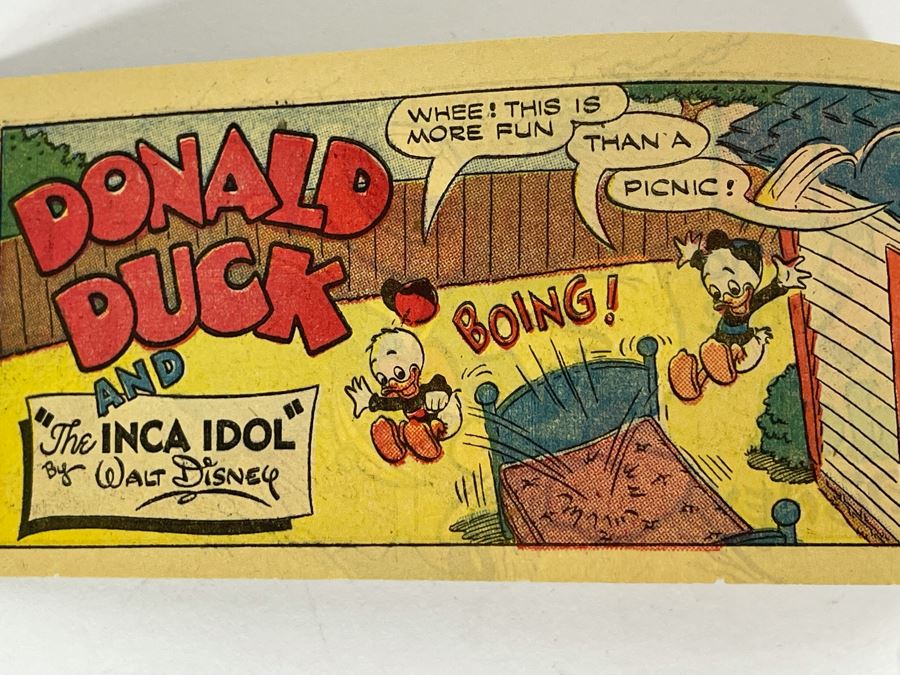 DONALD
DUCK
AND
"The INCA IDOL"
By WALT DISNEY
WHEE! THIS IS
MORE FUN
THAN A
PICNIC!
BOING!